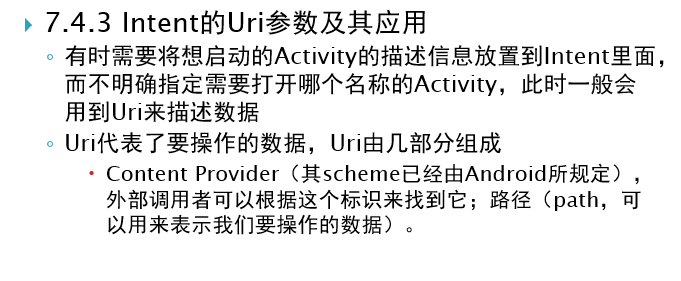 7.4.3 Intent的Uri参数及其应用
有时需要将想启动的Activity的描述信息放置到Intent里面，
而不明确指定需要打开哪个名称的Activity，此时一般会
用到Uri来描述数据
Uri代表了要操作的数据，Uri由几部分组成
Content Provider（其scheme已经由Android所规定），
外部调用者可以根据这个标识来找到它；路径（path，可
以用来表示我们要操作的数据）。